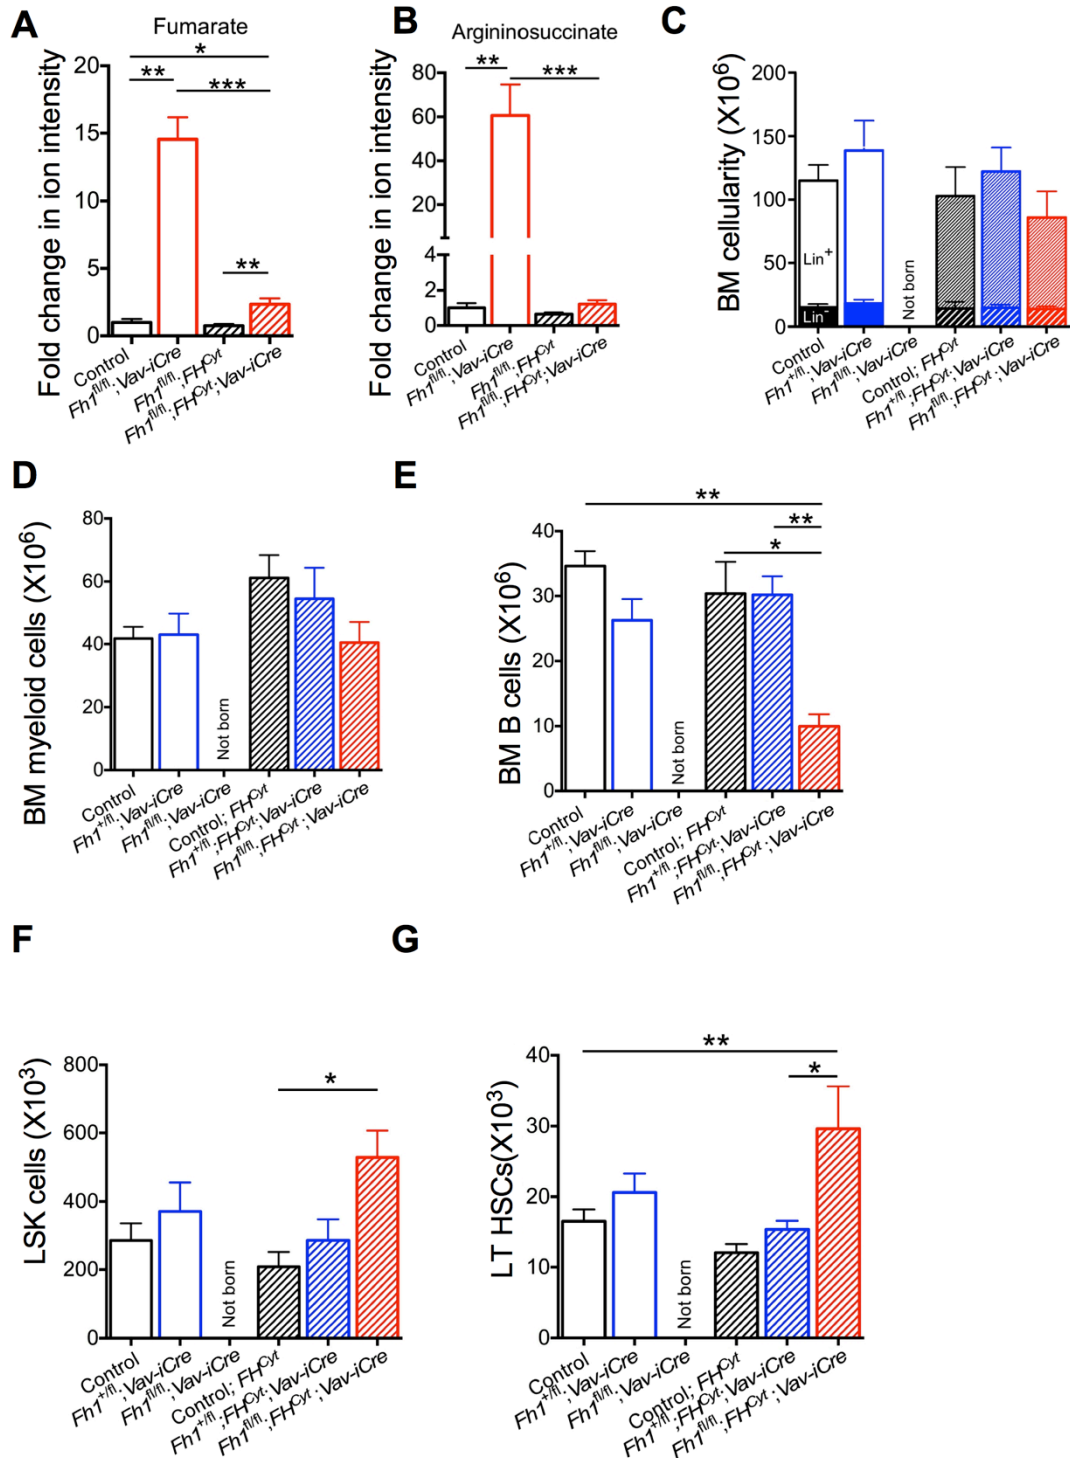 A
Fumarate
Fold change in ion intensity
20
15
10
5
0
*
**
***
**
Control
Fh1fl/fl;Vav-iCre
Fh1fl/fl;FHCyt
Fh1fl/fl;FHCyt;Vav-iCre
B
Argininosuccinate
Fold change in ion intensity
80
60
40
20
4
2
0
**
***
Control
Fh1fl/fl;Vav-iCre
Fh1fl/fl;FHCyt
Fh1fl/fl;FHCyt;Vav-iCre
C
BM cellularity (X10⁶)
200
150
100
50
0
Lin⁺
Lin⁻
Not born
Control
Fh1+/fl;Vav-iCre
Fh1fl/fl;Vav-iCre
Control; FHCyt
Fh1+/fl;FHCyt;Vav-iCre
Fh1fl/fl;FHCyt;Vav-iCre
D
BM myeloid cells (X10⁶)
80
60
40
20
0
Not born
Control
Fh1+/fl;Vav-iCre
Fh1fl/fl;Vav-iCre
Control; FHCyt
Fh1+/fl;FHCyt;Vav-iCre
Fh1fl/fl;FHCyt;Vav-iCre
E
BM B cells (X10⁶)
40
30
20
10
0
**
**
*
Not born
Control
Fh1+/fl;Vav-iCre
Fh1fl/fl;Vav-iCre
Control; FHCyt
Fh1+/fl;FHCyt;Vav-iCre
Fh1fl/fl;FHCyt;Vav-iCre
F
LSK cells (X10³)
800
600
400
200
0
*
Not born
Control
Fh1+/fl;Vav-iCre
Fh1fl/fl;Vav-iCre
Control; FHCyt
Fh1+/fl;FHCyt;Vav-iCre
Fh1fl/fl;FHCyt;Vav-iCre
G
LT HSCs(X10³)
40
30
20
10
0
**
*
Not born
Control
Fh1+/fl;Vav-iCre
Fh1fl/fl;Vav-iCre
Control; FHCyt
Fh1+/fl;FHCyt;Vav-iCre
Fh1fl/fl;FHCyt;Vav-iCre